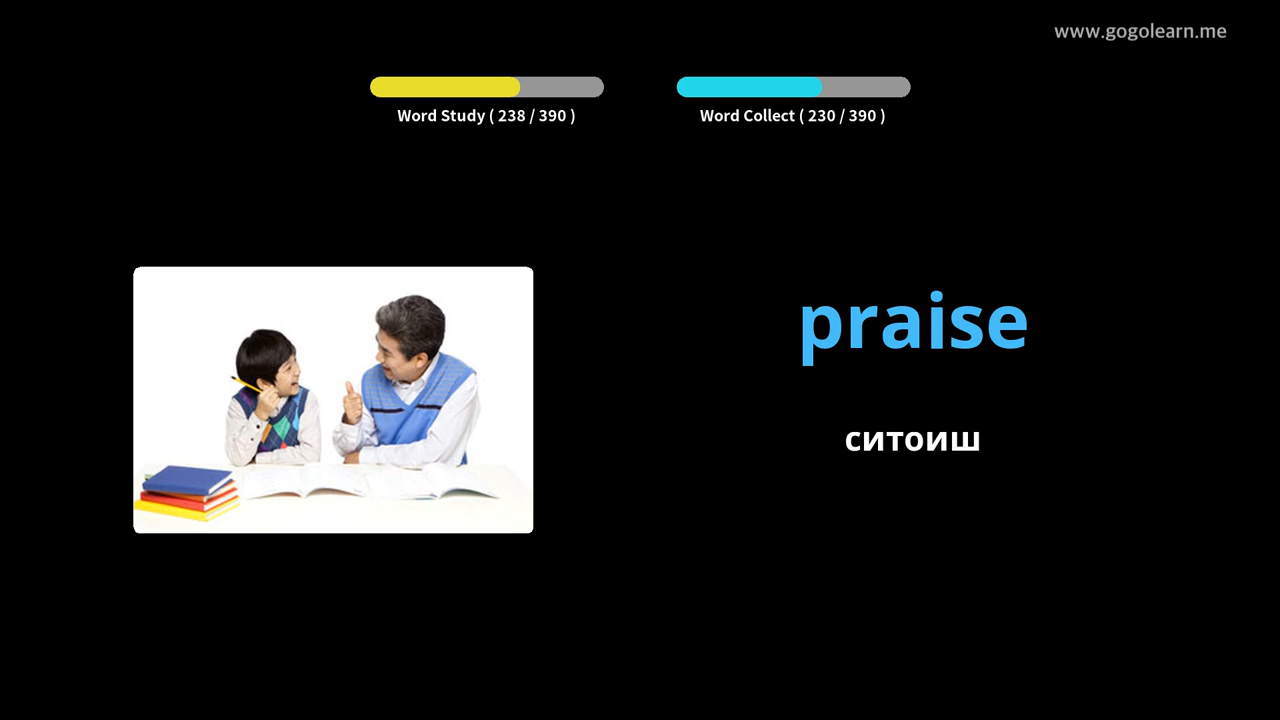 www.gogolearn.me
Word Study ( 238 / 390 )
Word Collect ( 230 / 390 )
praise
ситоиш